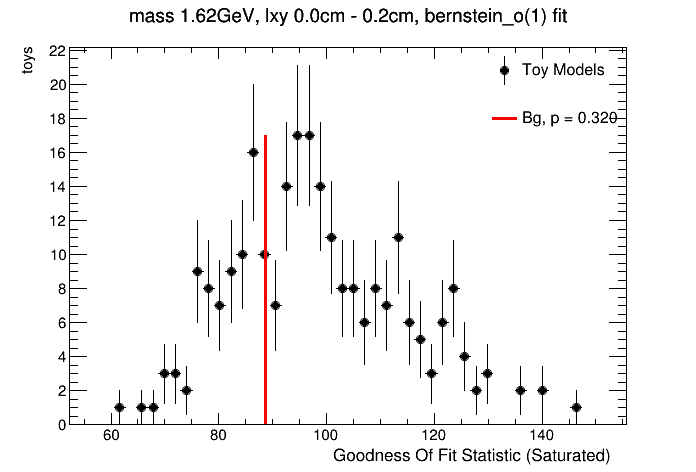 mass 1.62GeV, lxy 0.0cm - 0.2cm, bernstein_o(1) fit
toys
22
20
18
16
14
12
10
8
6
4
2
0
Toy Models
Bg, p = 0.320
60 80 100 120 140
Goodness Of Fit Statistic (Saturated)